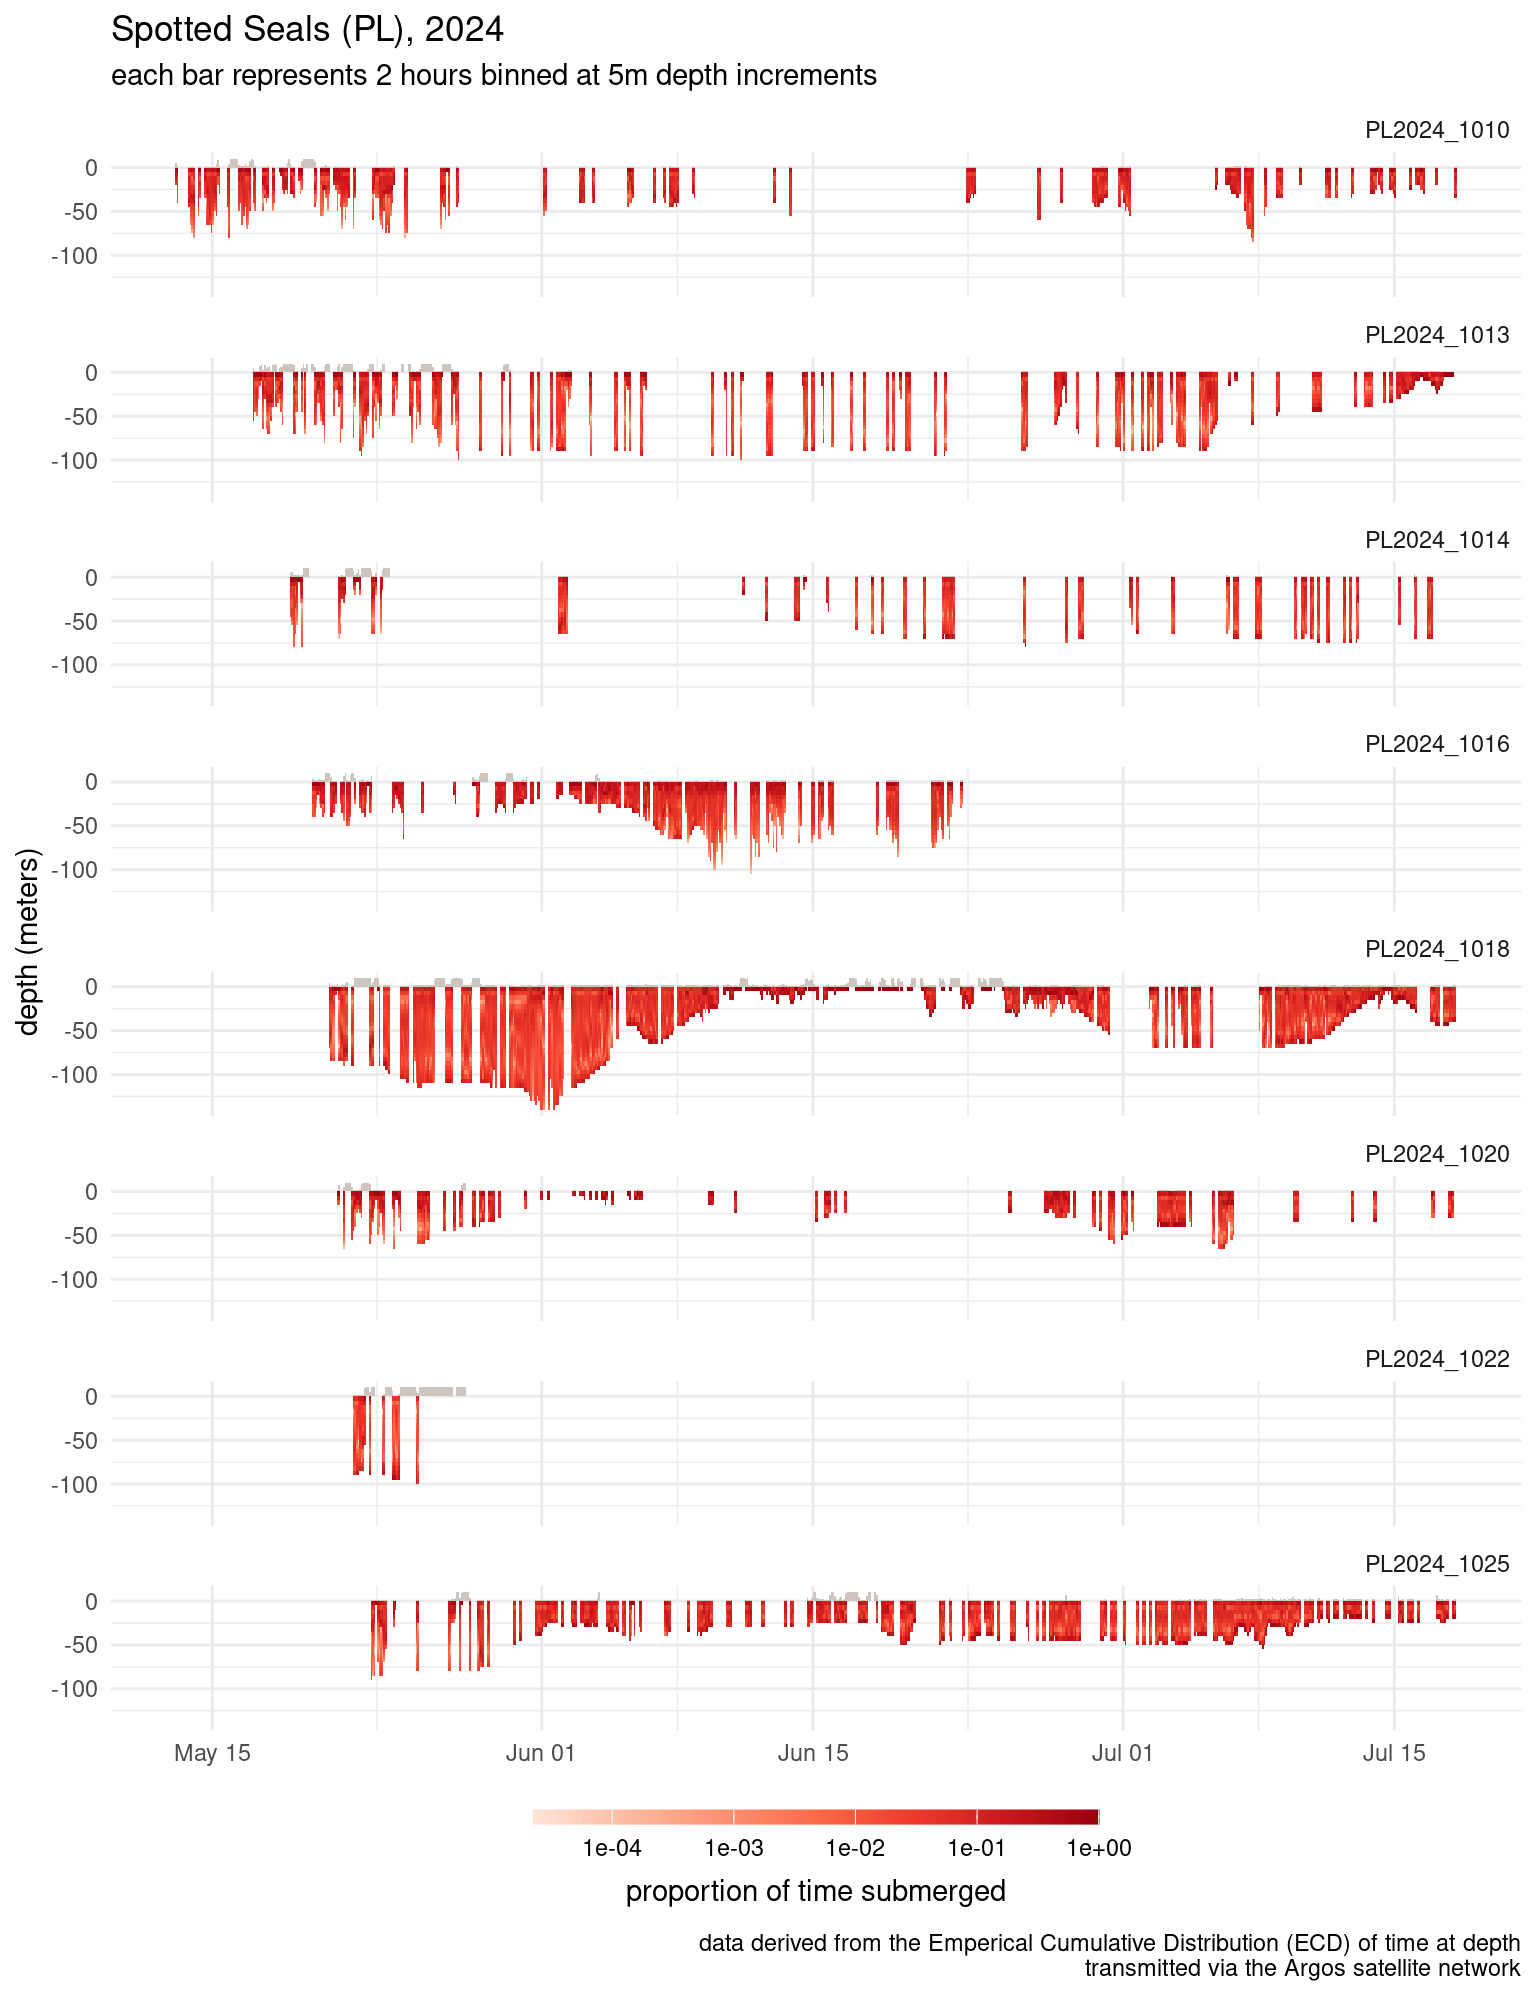 Spotted Seals (PL), 2024
each bar represents 2 hours binned at 5m depth increments
PL2024_1010
0
-50
-100
PL2024_1013
0
-50
-100
PL2024_1014
0
-50
-100
PL2024_1016
0
-50
-100
depth (meters)
PL2024_1018
0
-50
-100
PL2024_1020
0
-50
-100
PL2024_1022
0
-50
-100
PL2024_1025
0
-50
-100
May 15 Jun 01 Jun 15 Jul 01 Jul 15
1e-04 1e-03 1e-02 1e-01 1e+00
proportion of time submerged
data derived from the Emperical Cumulative Distribution (ECD) of time at depth
transmitted via the Argos satellite network